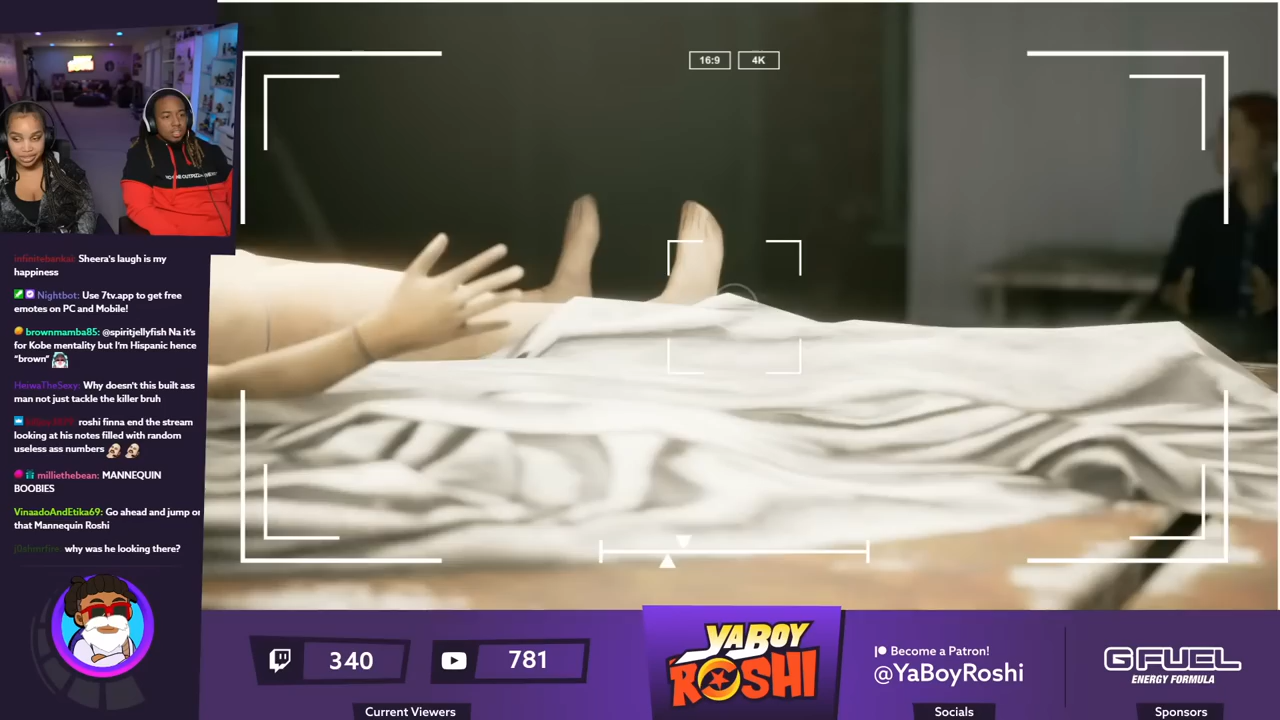 16:9 4K
infinitebankai: Sheera's laugh is my
happiness
Nightbot: Use 7tv.app to get free
emotes on PC and Mobile!
brownmamba85: @spiritjellyfish Na it's
for Kobe mentality but I'm Hispanic hence
"brown"
HeiwaTheSexy: Why doesn't this built ass
man not just tackle the killer bruh
roshi finna end the stream
looking at his notes filled with random
useless ass numbers
milliethebean: MANNEQUIN
BOOBIES
VinaadoAndEtika69: Go ahead and jump on
that Mannequin Roshi
why was he looking there?
340
781
Current Viewers
YABOY
ROSHI
Become a Patron!
@YaBoyRoshi
Socials
G FUEL
ENERGY FORMULA
Sponsors